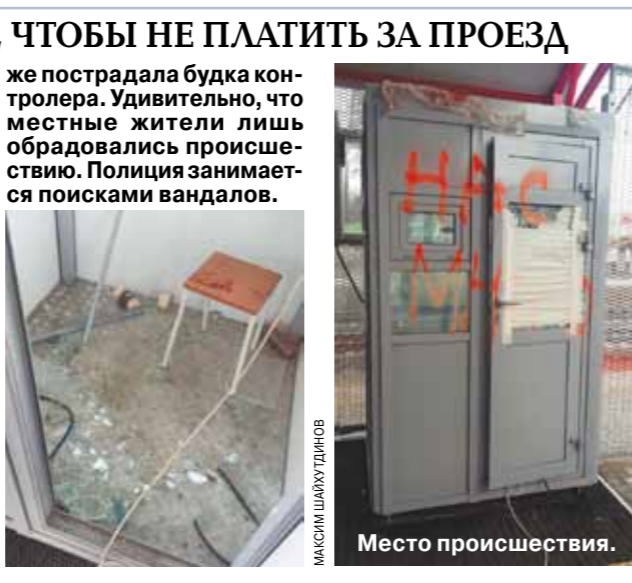 , ЧТОБЫ НЕ ПЛАТИТЬ ЗА ПРОЕЗД
же пострадала будка кон-
тролера. Удивительно, что
местные жители лишь
обрадовались происше-
ствию. Полиция занимает-
ся поисками вандалов.
МАКСИМ ШАЙХУТДИНОВ
НАС
Место происшествия.